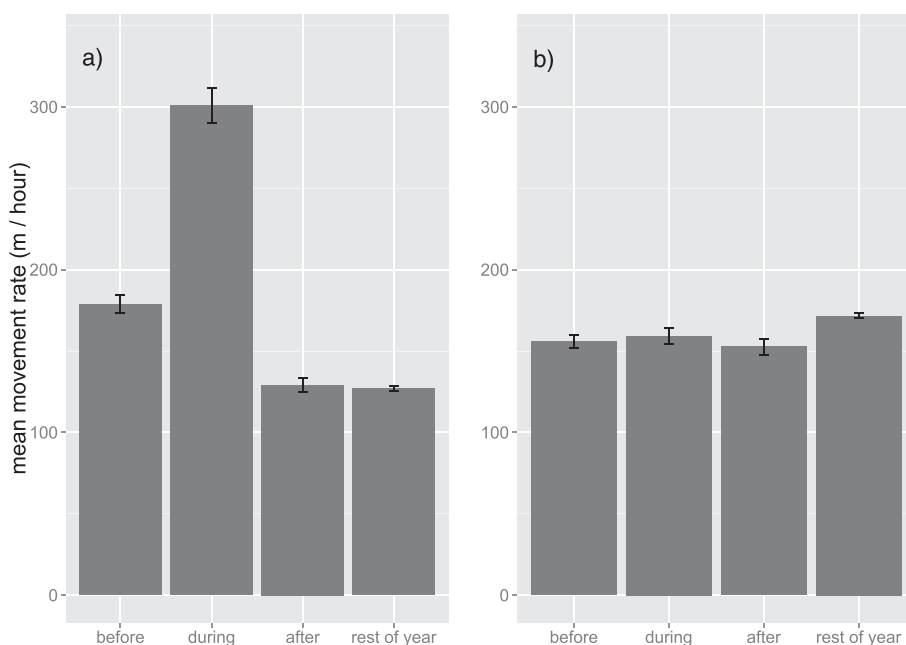 a)
b)
mean movement rate (m / hour)
300
200
100
0
300
200
100
0
before during after rest of year
before during after rest of year